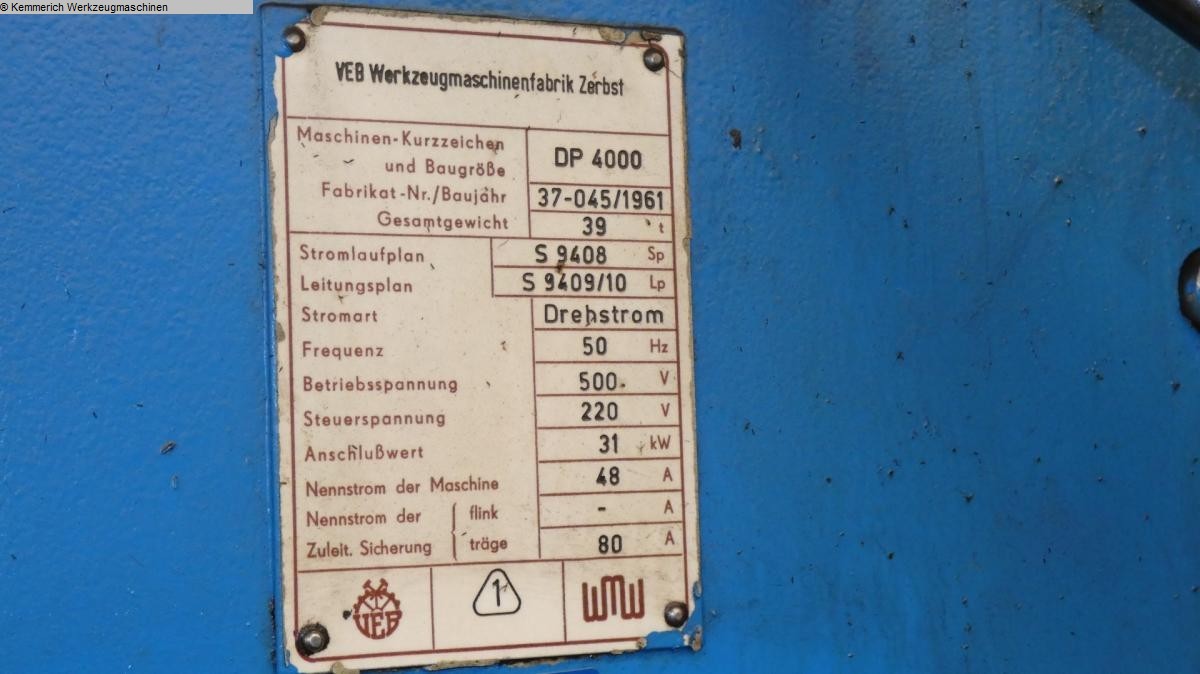 © Kemmerich Werkzeugmaschinen
VEB Werkzeugmaschinenfabrik Zerbst
Maschinen-Kurzzeichen
und Baugröße DP 4000
Fabrikat-Nr./Baujahr 37-045/1961
Gesamtgewicht 39 t
Stromlaufplan S 9408 Sp
Leitungsplan S 9409/10 Lp
Stromart Drehstrom
Frequenz 50 Hz
Betriebsspannung 500 V
Steuerspannung 220 V
Anschlußwert 31 kW
Nennstrom der Maschine 48 A
Nennstrom der flink - A
Zuleit. Sicherung träge 80 A
VEB 1 WMW